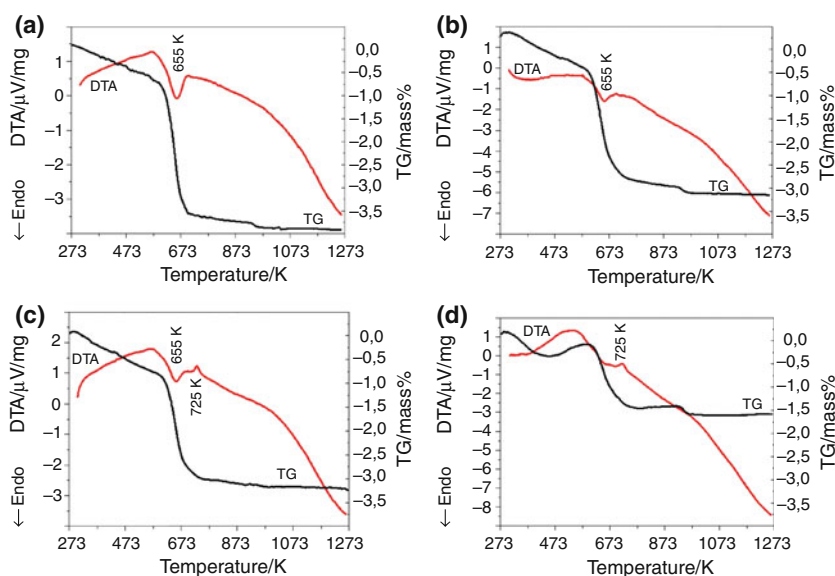 (a)
DTA/μV/mg
← Endo
1
0
−1
−2
−3
655 K
DTA
TG
0,0
−0,5
−1,0
−1,5
−2,0
−2,5
−3,0
−3,5
TG/mass%
273 473 673 873 1073 1273
Temperature/K
(b)
DTA/μV/mg
← Endo
1
0
−1
−2
−3
−4
−5
−6
−7
655 K
DTA
TG
0,0
−0,5
−1,0
−1,5
−2,0
−2,5
−3,0
−3,5
TG/mass%
273 473 673 873 1073 1273
Temperature/K
(c)
DTA/μV/mg
← Endo
2
1
0
−1
−2
−3
655 K
725 K
DTA
TG
0,0
−0,5
−1,0
−1,5
−2,0
−2,5
−3,0
−3,5
TG/mass%
273 473 673 873 1073 1273
Temperature/K
(d)
DTA/μV/mg
← Endo
1
0
−1
−2
−3
−4
−5
−6
−7
−8
725 K
DTA
TG
0,0
−0,5
−1,0
−1,5
−2,0
−2,5
−3,0
−3,5
TG/mass%
273 473 673 873 1073 1273
Temperature/K